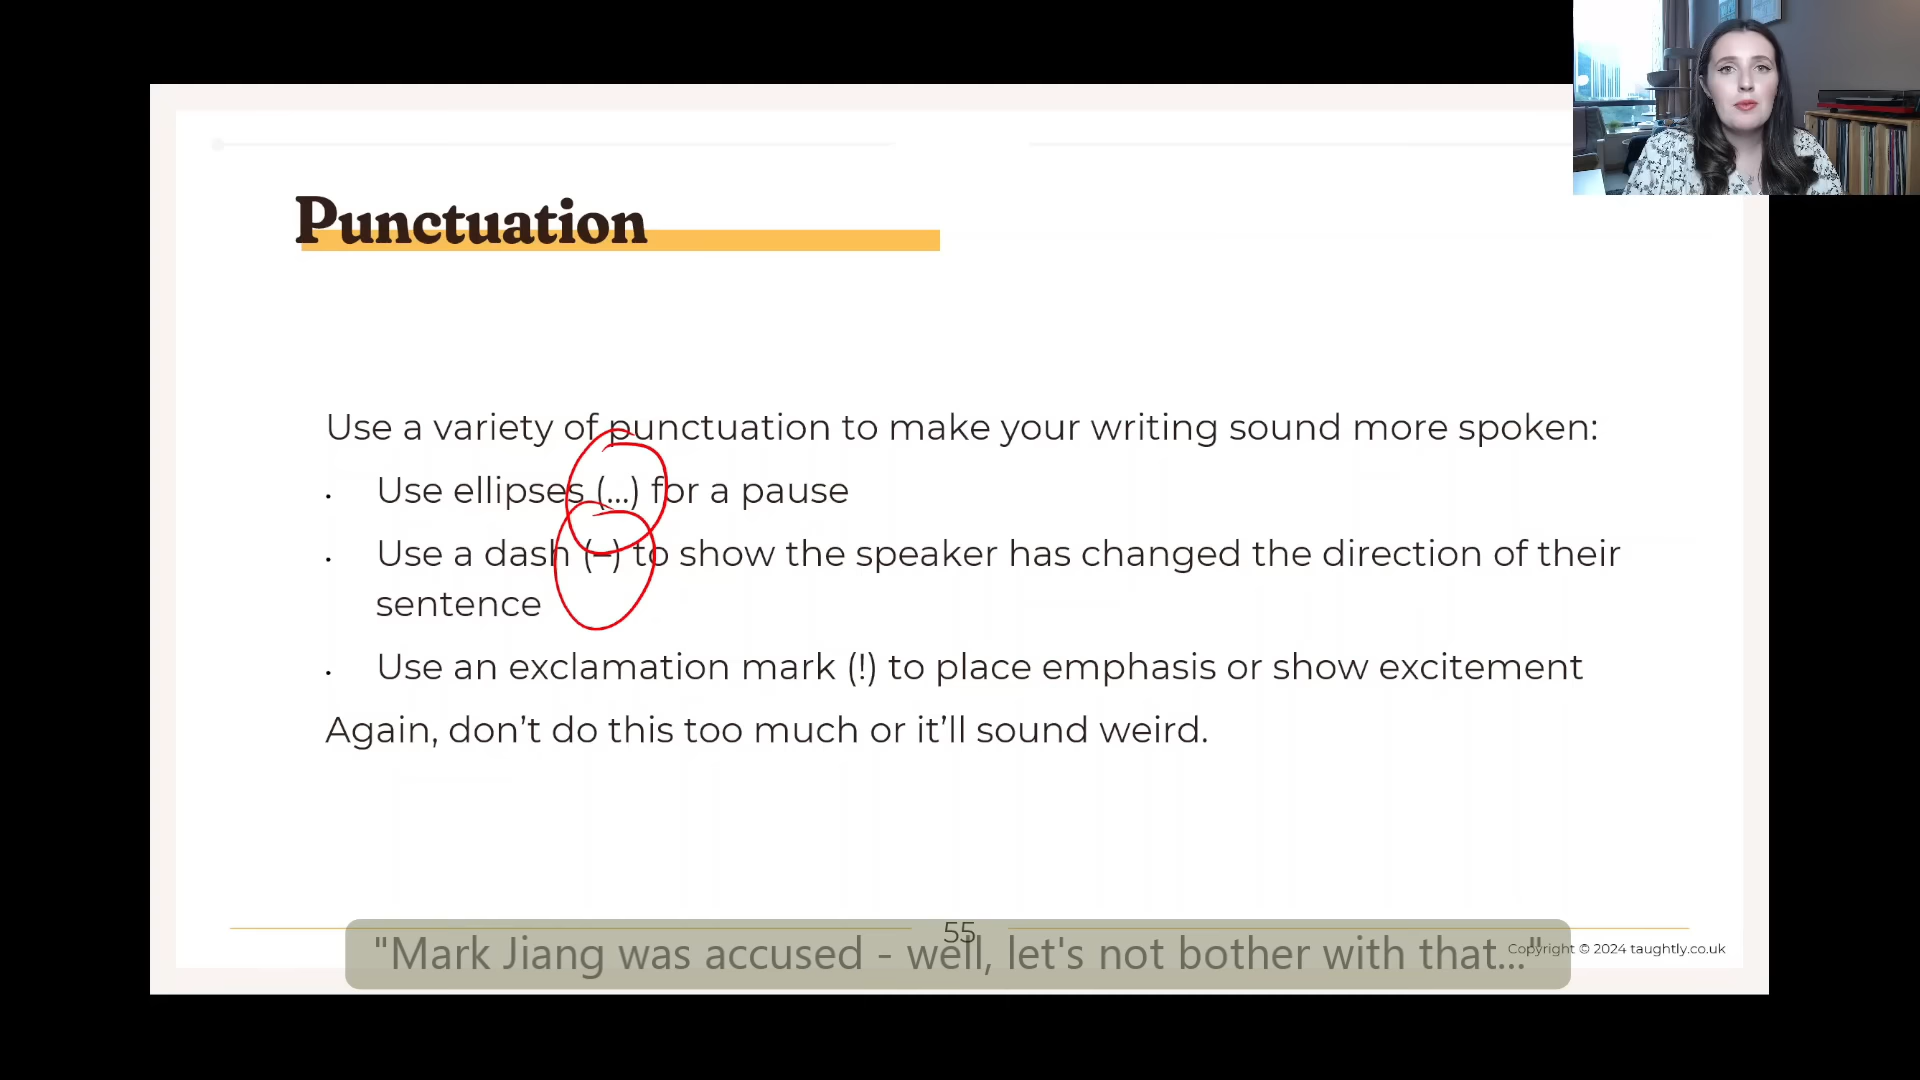 Punctuation
Use a variety of punctuation to make your writing sound more spoken:
• Use ellipses (...) for a pause
• Use a dash (–) to show the speaker has changed the direction of their
sentence
• Use an exclamation mark (!) to place emphasis or show excitement
Again, don’t do this too much or it’ll sound weird.
55
"Mark Jiang was accused - well, let's not bother with that..."
Copyright © 2024 taughtly.co.uk